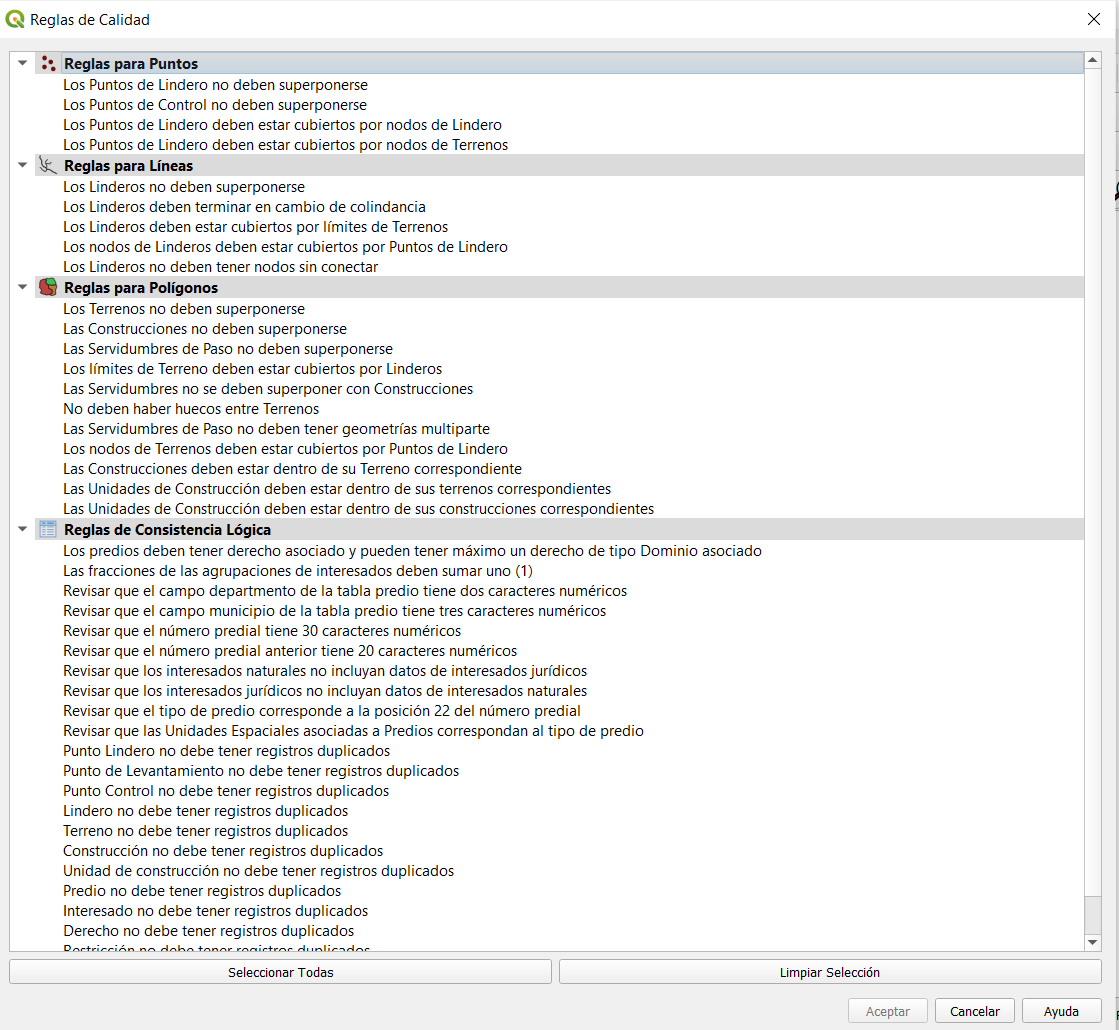 Reglas de Calidad
Reglas para Puntos
Los Puntos de Lindero no deben superponerse
Los Puntos de Control no deben superponerse
Los Puntos de Lindero deben estar cubiertos por nodos de Lindero
Los Puntos de Lindero deben estar cubiertos por nodos de Terrenos
Reglas para Líneas
Los Linderos no deben superponerse
Los Linderos deben terminar en cambio de colindancia
Los Linderos deben estar cubiertos por límites de Terrenos
Los nodos de Linderos deben estar cubiertos por Puntos de Lindero
Los Linderos no deben tener nodos sin conectar
Reglas para Polígonos
Los Terrenos no deben superponerse
Las Construcciones no deben superponerse
Las Servidumbres de Paso no deben superponerse
Los límites de Terreno deben estar cubiertos por Linderos
Las Servidumbres no se deben superponer con Construcciones
No deben haber huecos entre Terrenos
Las Servidumbres de Paso no deben tener geometrías multiparte
Los nodos de Terrenos deben estar cubiertos por Puntos de Lindero
Las Construcciones deben estar dentro de su Terreno correspondiente
Las Unidades de Construcción deben estar dentro de sus terrenos correspondientes
Las Unidades de Construcción deben estar dentro de sus construcciones correspondientes
Reglas de Consistencia Lógica
Los predios deben tener derecho asociado y pueden tener máximo un derecho de tipo Dominio asociado
Las fracciones de las agrupaciones de interesados deben sumar uno (1)
Revisar que el campo departmento de la tabla predio tiene dos caracteres numéricos
Revisar que el campo municipio de la tabla predio tiene tres caracteres numéricos
Revisar que el número predial tiene 30 caracteres numéricos
Revisar que el número predial anterior tiene 20 caracteres numéricos
Revisar que los interesados naturales no incluyan datos de interesados jurídicos
Revisar que los interesados jurídicos no incluyan datos de interesados naturales
Revisar que el tipo de predio corresponde a la posición 22 del número predial
Revisar que las Unidades Espaciales asociadas a Predios correspondan al tipo de predio
Punto Lindero no debe tener registros duplicados
Punto de Levantamiento no debe tener registros duplicados
Punto Control no debe tener registros duplicados
Lindero no debe tener registros duplicados
Terreno no debe tener registros duplicados
Construcción no debe tener registros duplicados
Unidad de construcción no debe tener registros duplicados
Predio no debe tener registros duplicados
Interesado no debe tener registros duplicados
Derecho no debe tener registros duplicados
Restricción no debe tener registros duplicados
Seleccionar Todas
Limpiar Selección
Aceptar
Cancelar
Ayuda